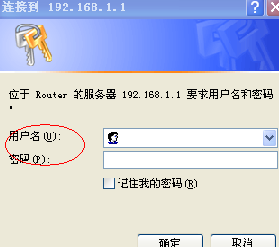 连接到 192.168.1.1
位于 Router 的服务器 192.168.1.1 要求用户名和密码
。
用户名(U):
密码(P):
记住我的密码(R)
确定 取消